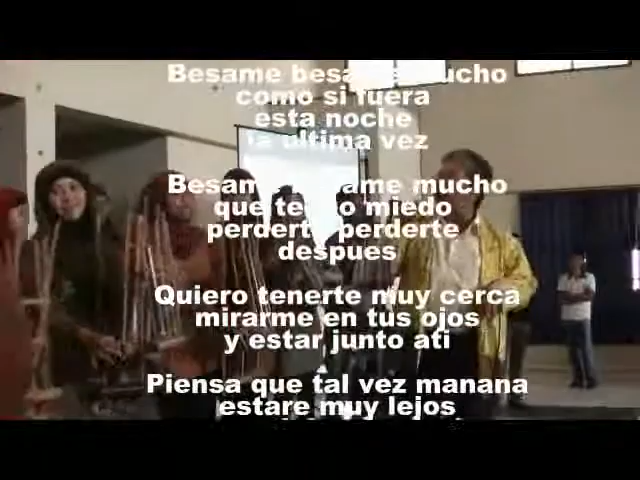 Besame besame mucho
como si fuera
esta noche
la ultima vez
Besame besame mucho
que tengo miedo
perderte perderte
despues
Quiero tenerte muy cerca
mirarme en tus ojos
y estar junto ati
Piensa que tal vez manana
estare muy lejos